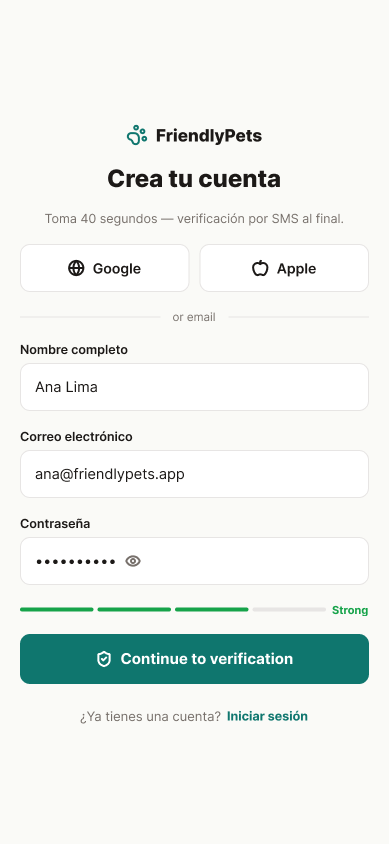 FriendlyPets
Crea tu cuenta
Toma 40 segundos — verificación por SMS al final.
Google
Apple
or email
Nombre completo
Ana Lima
Correo electrónico
ana@friendlypets.app
Contraseña
••••••••••
Strong
Continue to verification
¿Ya tienes una cuenta? Iniciar sesión